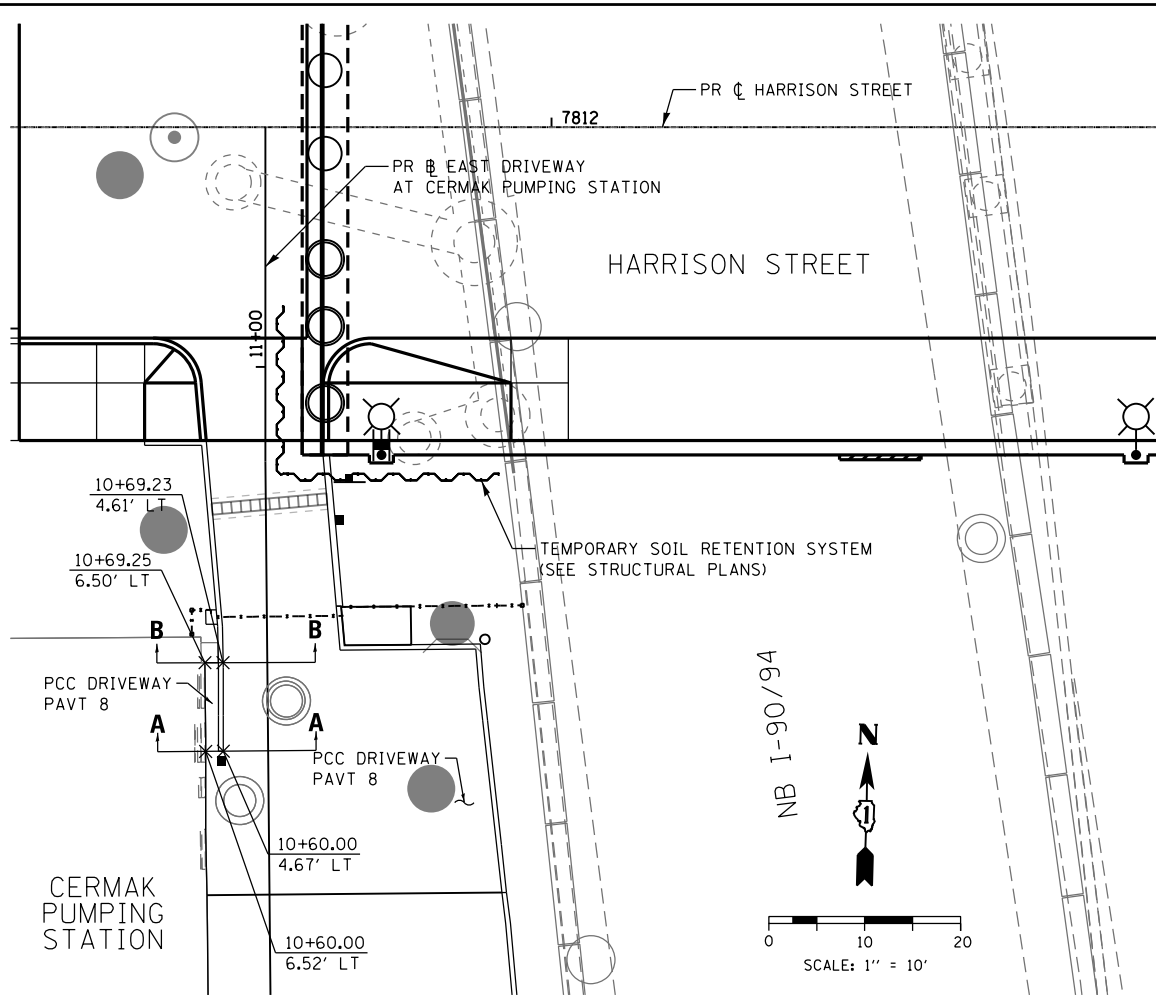 PR ℄ HARRISON STREET
7812
PR B EAST DRIVEWAY
AT CERMAK PUMPING STATION
HARRISON STREET
11+00
10+69.23
4.61' LT
10+69.25
6.50' LT
TEMPORARY SOIL RETENTION SYSTEM
(SEE STRUCTURAL PLANS)
B B
PCC DRIVEWAY
PAVT 8
A A
PCC DRIVEWAY
PAVT 8
NB I-90/94
N
1
10+60.00
4.67' LT
CERMAK
PUMPING
STATION
10+60.00
6.52' LT
0 10 20
SCALE: 1'' = 10'